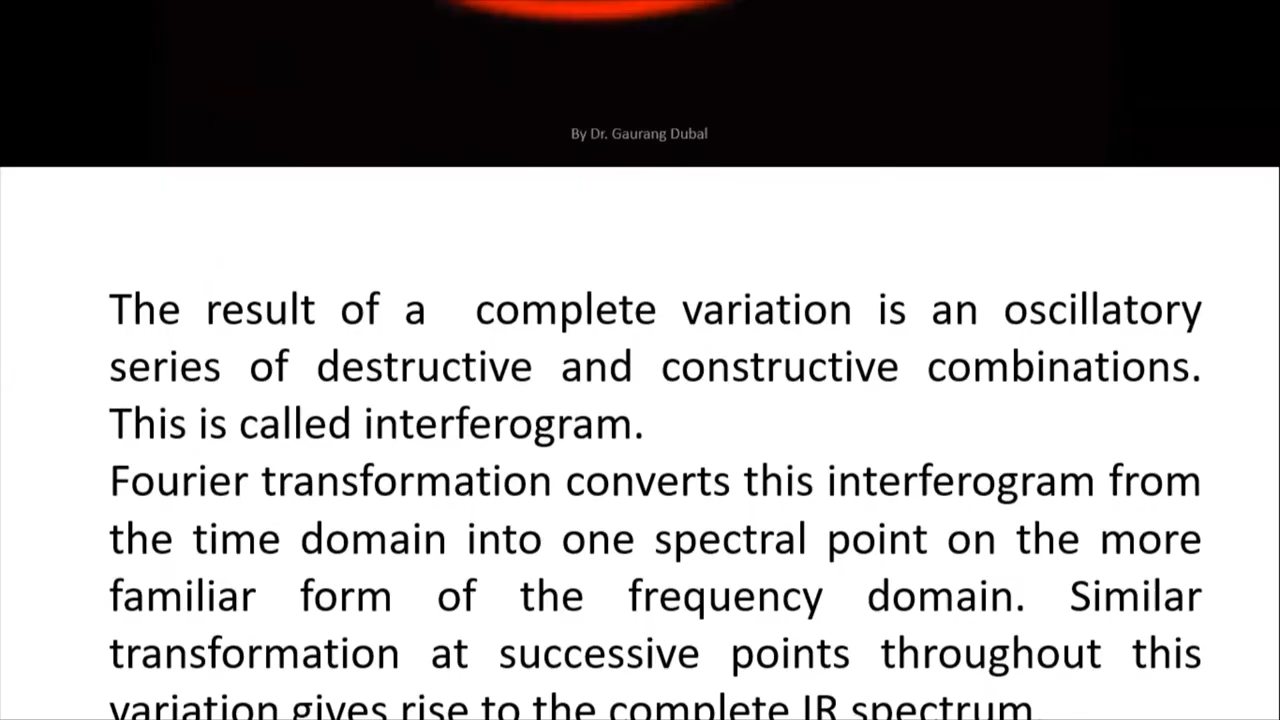 By Dr. Gaurang Dubal
The result of a complete variation is an oscillatory
series of destructive and constructive combinations.
This is called interferogram.
Fourier transformation converts this interferogram from
the time domain into one spectral point on the more
familiar form of the frequency domain. Similar
transformation at successive points throughout this
variation gives rise to the complete IR spectrum.